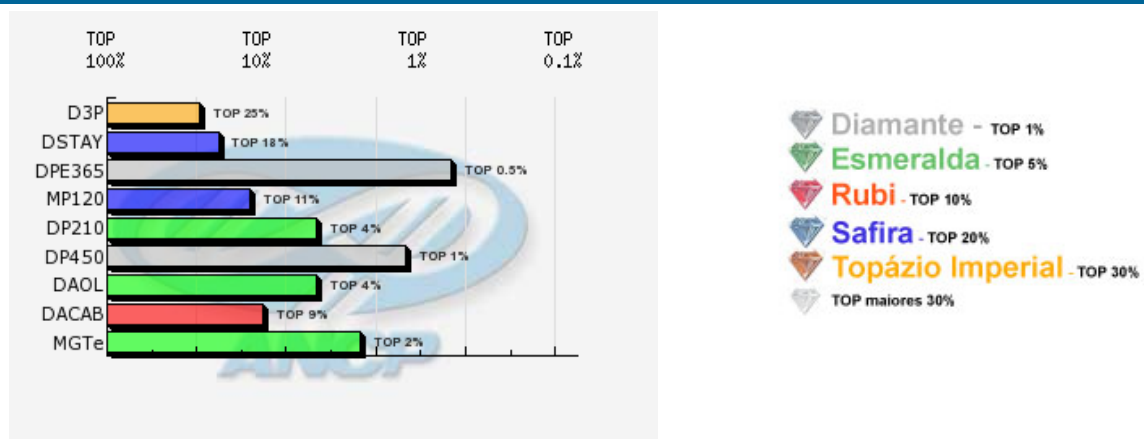 TOP TOP TOP TOP
100% 10% 1% 0.1%
D3P TOP 25%
DSTAY TOP 18%
DPE365 TOP 0.5%
MP120 TOP 11%
DP210 TOP 4%
DP450 TOP 1%
DAOL TOP 4%
DACAB TOP 9%
MGTe TOP 2%
ANCP
Diamante - TOP 1%
Esmeralda - TOP 5%
Rubi - TOP 10%
Safira - TOP 20%
Topázio Imperial - TOP 30%
TOP maiores 30%